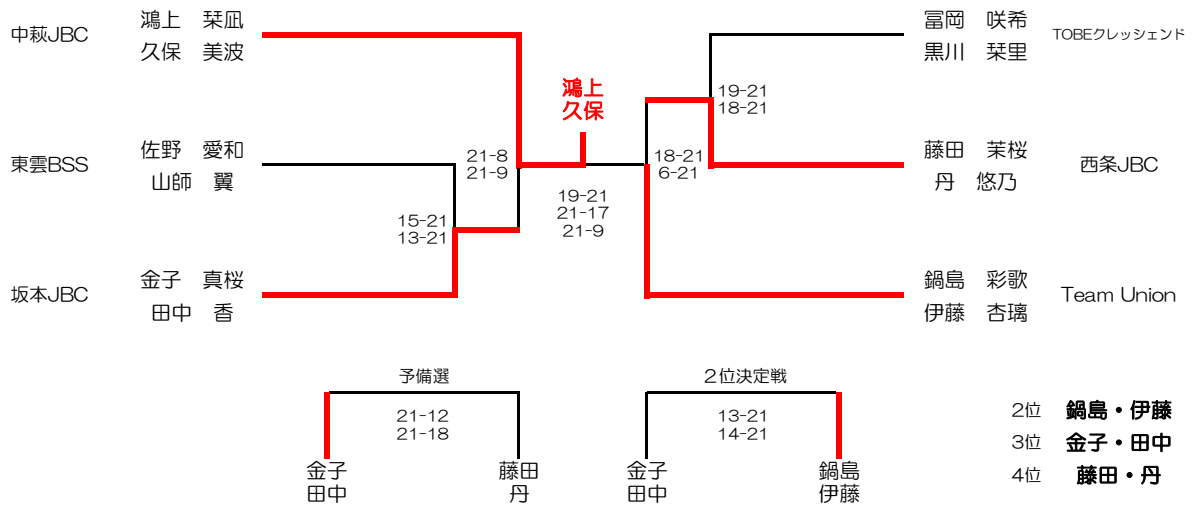 中萩JBC
鴻上　栞凪
久保　美波
冨岡　咲希
黒川　栞里
TOBEクレッシェンド
鴻上
久保
19-21
18-21
東雲BSS
佐野　愛和
山師　翼
21-8
21-9
18-21
6-21
藤田　茉桜
丹　悠乃
西条JBC
19-21
21-17
21-9
15-21
13-21
坂本JBC
金子　真桜
田中　香
鍋島　彩歌
伊藤　杏璃
Team Union
予備選
21-12
21-18
金子
田中
藤田
丹
2位決定戦
13-21
14-21
金子
田中
鍋島
伊藤
2位　鍋島・伊藤
3位　金子・田中
4位　藤田・丹